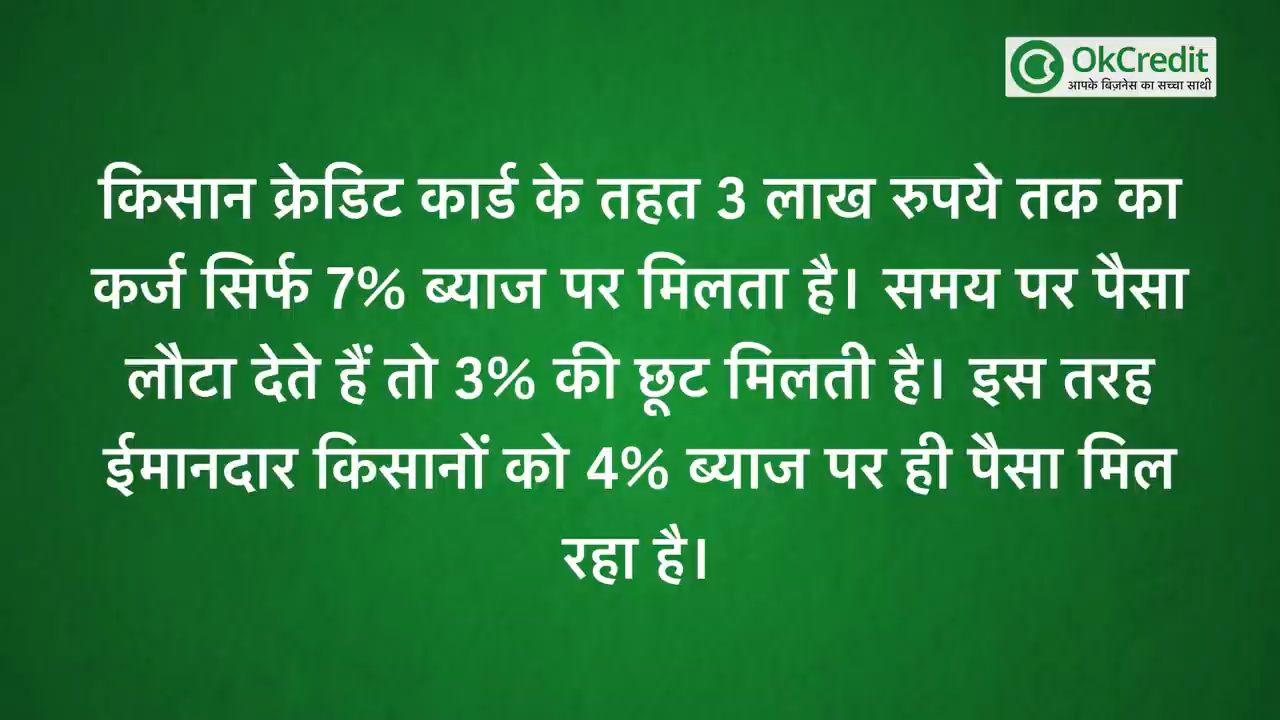 OkCredit
आपके बिज़नेस का सच्चा साथी
किसान क्रेडिट कार्ड के तहत 3 लाख रुपये तक का
कर्ज सिर्फ 7% ब्याज पर मिलता है। समय पर पैसा
लौटा देते हैं तो 3% की छूट मिलती है। इस तरह
ईमानदार किसानों को 4% ब्याज पर ही पैसा मिल
रहा है।